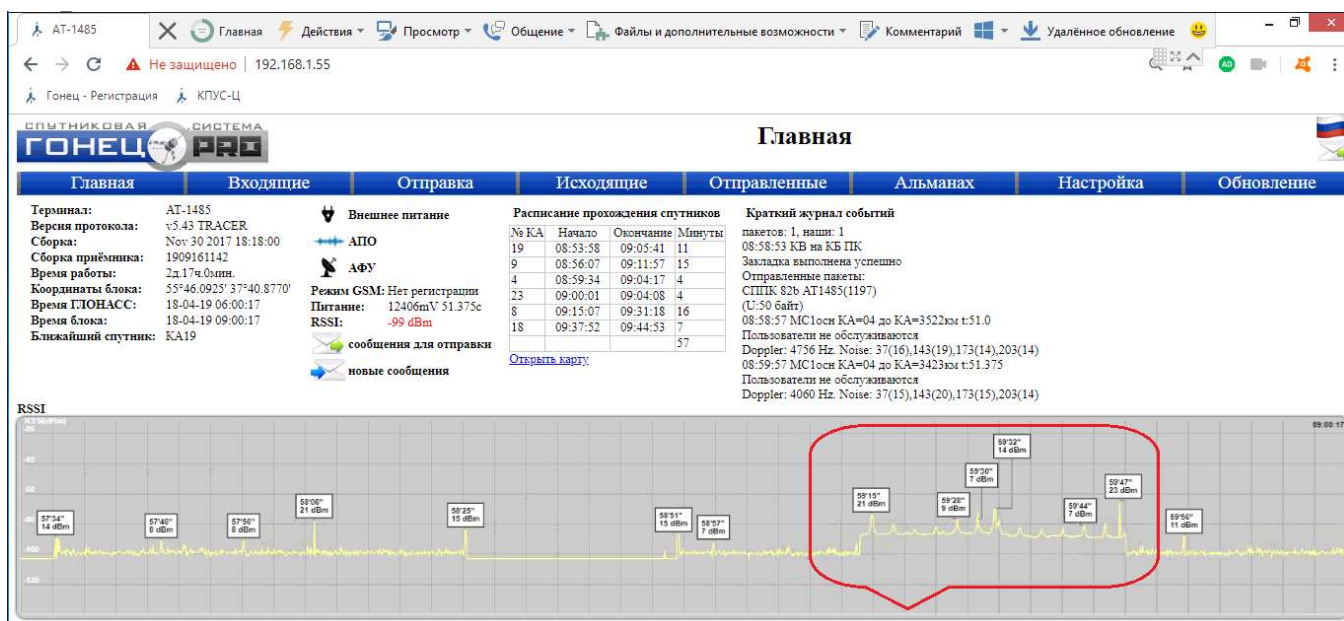 AT-1485
Главная Действия Просмотр Общение Файлы и дополнительные возможности Комментарий Удалённое обновление
Не защищено | 192.168.1.55
Гонец - Регистрация КПУС-Ц
СПУТНИКОВАЯ СИСТЕМА
ГОНЕЦ PRO
Главная
Главная Входящие Отправка Исходящие Отправленные Альманах Настройка Обновление
Терминал: AT-1485
Версия протокола: v5.43 TRACER
Сборка: Nov 30 2017 18:18:00
Сборка приёмника: 1909161142
Время работы: 2д.17ч.0мин.
Координаты блока: 55°46.0925' 37°40.8770'
Время ГЛОНАСС: 18-04-19 06:00:17
Время блока: 18-04-19 09:00:17
Ближайший спутник: КА19
Внешнее питание
АПО
АФУ
Режим GSM: Нет регистрации
Питание: 12406mV 51.375c
RSSI: -99 dBm
сообщения для отправки
новые сообщения
Расписание прохождения спутников
№ КА Начало Окончание Минуты
19 08:53:58 09:05:41 11
9 08:56:07 09:11:57 15
4 08:59:34 09:04:17 4
23 09:00:01 09:04:08 4
8 09:15:07 09:31:18 16
18 09:37:52 09:44:53 7
57
Открыть карту
Краткий журнал событий
пакетов: 1, наши: 1
08:58:53 КВ на КБ ПК
Закладка выполнена успешно
Отправленные пакеты:
СППК 82b AT1485(1197)
(U:50 байт)
08:58:57 МС1осн КА=04 до КА=3522км t:51.0
Пользователи не обслуживаются
Doppler: 4756 Hz. Noise: 37(16),143(19),173(14),203(14)
08:59:57 МС1осн КА=04 до КА=3423км t:51.375
Пользователи не обслуживаются
Doppler: 4060 Hz. Noise: 37(15),143(20),173(15),203(14)
RSSI
RSSI(dBm)
09:00:17
-20
-40
-60
-80
-100
-120
57'34"
14 dBm
57'48"
8 dBm
57'56"
8 dBm
58'06"
21 dBm
58'25"
15 dBm
58'51"
15 dBm
58'57"
7 dBm
59'15"
21 dBm
59'28"
9 dBm
59'30"
7 dBm
59'32"
14 dBm
59'44"
7 dBm
59'47"
23 dBm
59'56"
11 dBm